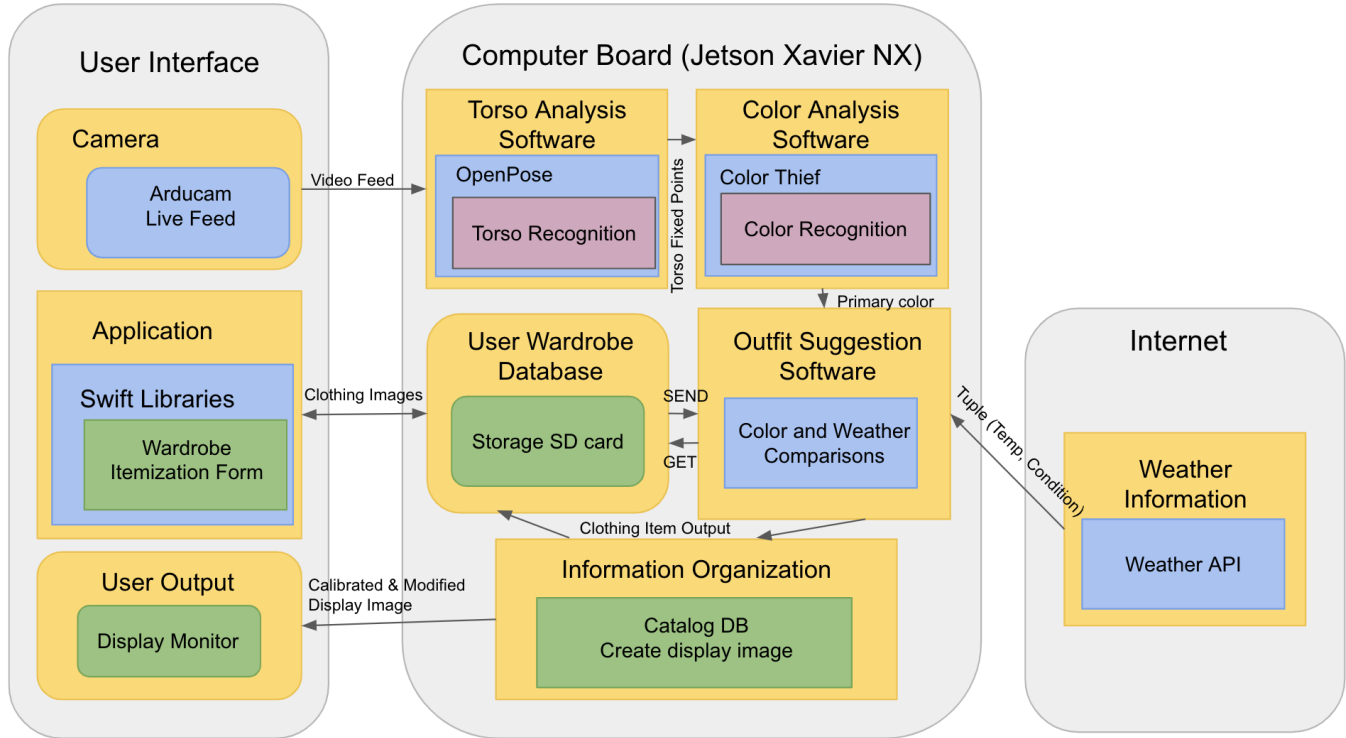 User Interface
Camera
Arducam
Live Feed
Application
Swift Libraries
Wardrobe
Itemization Form
User Output
Display Monitor
Video Feed
Clothing Images
Calibrated & Modified
Display Image
Computer Board (Jetson Xavier NX)
Torso Analysis
Software
OpenPose
Torso Recognition
Torso Fixed Points
Color Analysis
Software
Color Thief
Color Recognition
Primary color
User Wardrobe
Database
Storage SD card
SEND
GET
Outfit Suggestion
Software
Color and Weather
Comparisons
Clothing Item Output
Information Organization
Catalog DB
Create display image
Tuple (Temp, Condition)
Internet
Weather
Information
Weather API